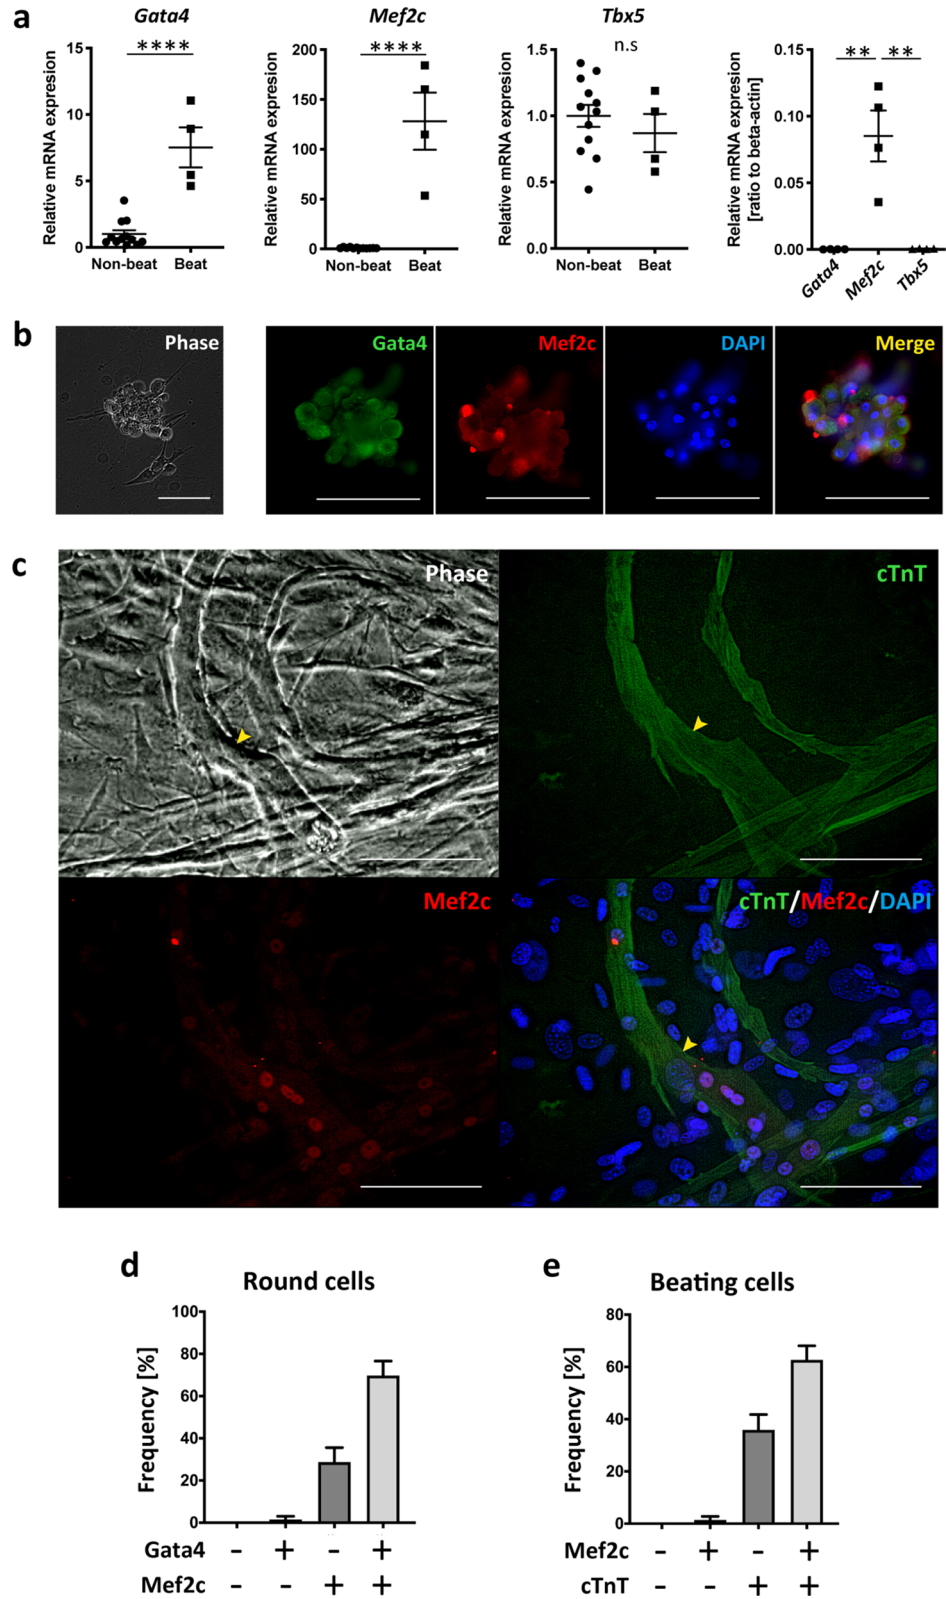 a
Gata4
Mef2c
Tbx5
****
****
n.s
** **
Relative mRNA expresion
15
10
5
0
Non-beat Beat
Relative mRNA expresion
200
150
100
50
0
Non-beat Beat
Relative mRNA expresion
1.5
1.0
0.5
0.0
Non-beat Beat
Relative mRNA expresion
[ratio to beta-actin]
0.15
0.10
0.05
0.00
Gata4 Mef2c Tbx5
b
Phase
Gata4
Mef2c
DAPI
Merge
c
Phase
cTnT
Mef2c
cTnT/Mef2c/DAPI
d
Round cells
Frequency [%]
100
80
60
40
20
0
Gata4 - + - +
Mef2c - - + +
e
Beating cells
Frequency [%]
80
60
40
20
0
Mef2c - + - +
cTnT - - + +